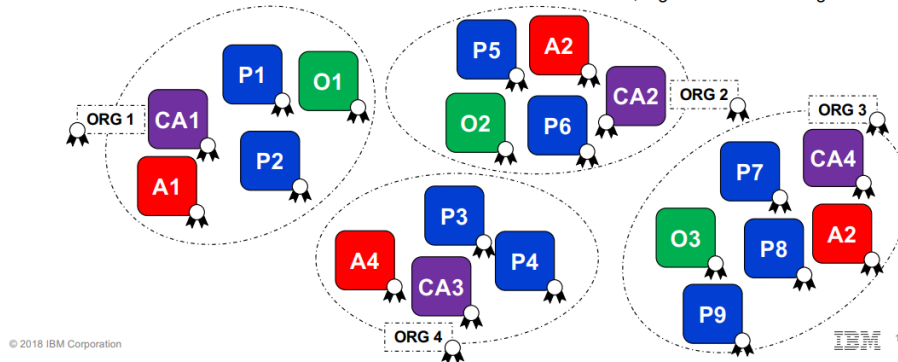 P1
O1
ORG 1
CA1
A1
P2
P5
A2
CA2
ORG 2
O2
P6
ORG 3
CA4
P7
O3
P8
A2
P9
P3
A4
CA3
P4
ORG 4
© 2018 IBM Corporation
IBM